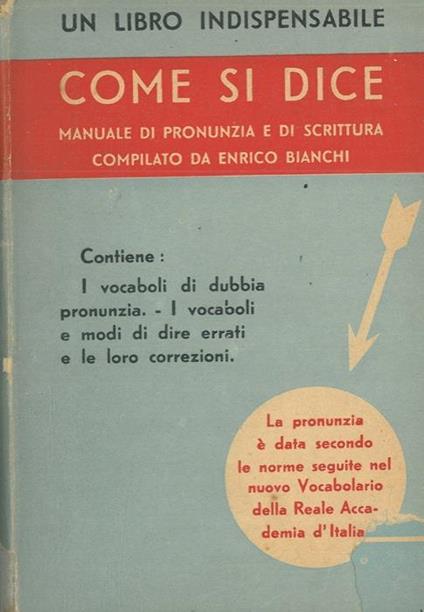 UN LIBRO INDISPENSABILE
COME SI DICE
MANUALE DI PRONUNZIA E DI SCRITTURA
COMPILATO DA ENRICO BIANCHI
Contiene :
I vocaboli di dubbia
pronunzia. - I vocaboli
e modi di dire errati
e le loro correzioni.
La pronunzia
è data secondo
le norme seguite nel
nuovo Vocabolario
della Reale Acca-
demia d'Italia